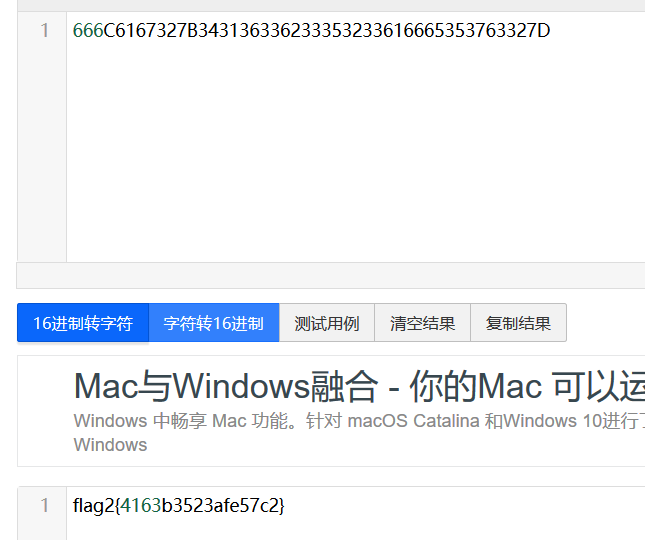 1 666C6167327B343136336233353233616665353763327D
16进制转字符 字符转16进制 测试用例 清空结果 复制结果
Mac与Windows融合 - 你的Mac 可以运
Windows 中畅享 Mac 功能。针对 macOS Catalina 和Windows 10进行了
Windows
1 flag2{4163b3523afe57c2}